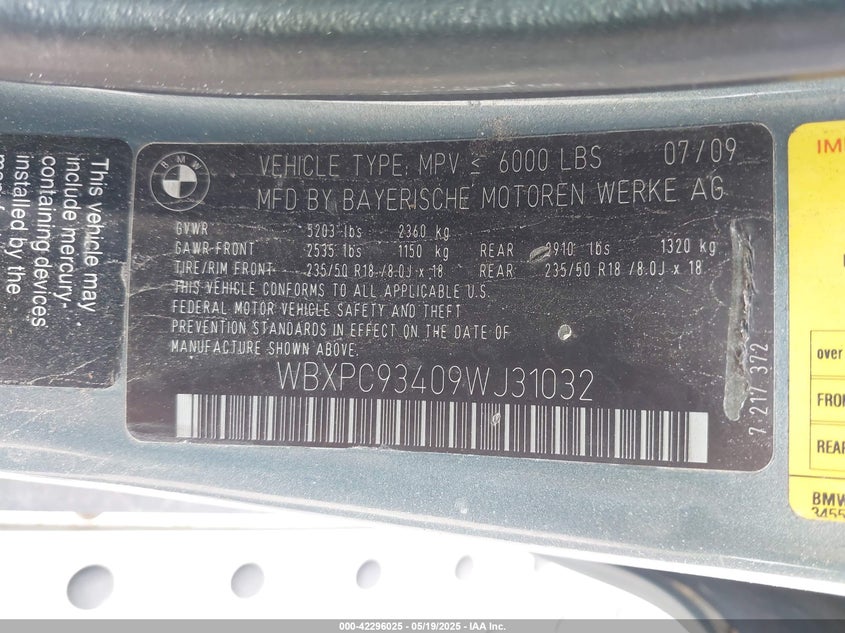 This vehicle may
include mercury-
containing devices
installed by the
BMW
VEHICLE TYPE: MPV ≤ 6000 LBS 07/09
MFD BY BAYERISCHE MOTOREN WERKE AG
GVWR 5203 lbs 2360 kg
GAWR-FRONT 2535 lbs 1150 kg REAR 2910 lbs 1320 kg
TIRE/RIM FRONT 235/50 R18 /8.0J x 18 REAR 235/50 R18 /8.0J x 18
THIS VEHICLE CONFORMS TO ALL APPLICABLE U.S.
FEDERAL MOTOR VEHICLE SAFETY AND THEFT
PREVENTION STANDARDS IN EFFECT ON THE DATE OF
MANUFACTURE SHOWN ABOVE.
WBXPC93409WJ31032
7 217 372
over
FRON
REAR
BMW
000-42296025 - 05/19/2025 - IAA Inc.